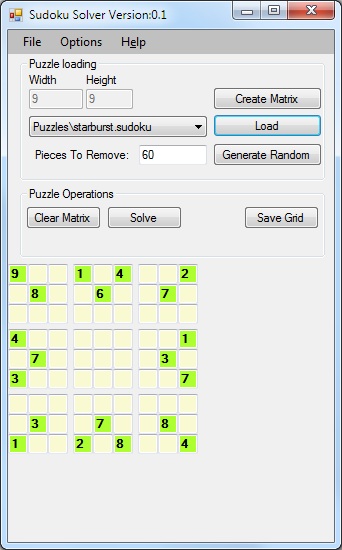 Sudoku Solver Version:0.1
File Options Help
Puzzle loading
Width Height
9 9 Create Matrix
Puzzles\starburst.sudoku Load
Pieces To Remove: 60 Generate Random
Puzzle Operations
Clear Matrix Solve Save Grid
9 1 4 2
8 6 7
4 1
7 3
3 7
3 7 8
1 2 8 4